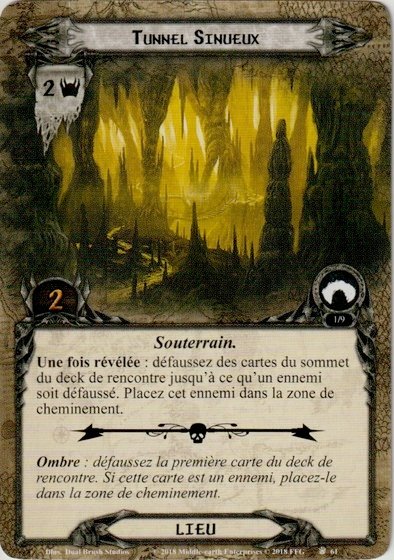 Tunnel Sinueux
2
2
1/9
Souterrain.
Une fois révélée : défaussez des cartes du sommet
du deck de rencontre jusqu'à ce qu'un ennemi
soit défaussé. Placez cet ennemi dans la zone de
cheminement.
Ombre : défaussez la première carte du deck de
rencontre. Si cette carte est un ennemi, placez-le
dans la zone de cheminement.
LIEU
Illus. Dual Brush Studios
2018 Middle-earth Enterprises © 2018 FFG
61